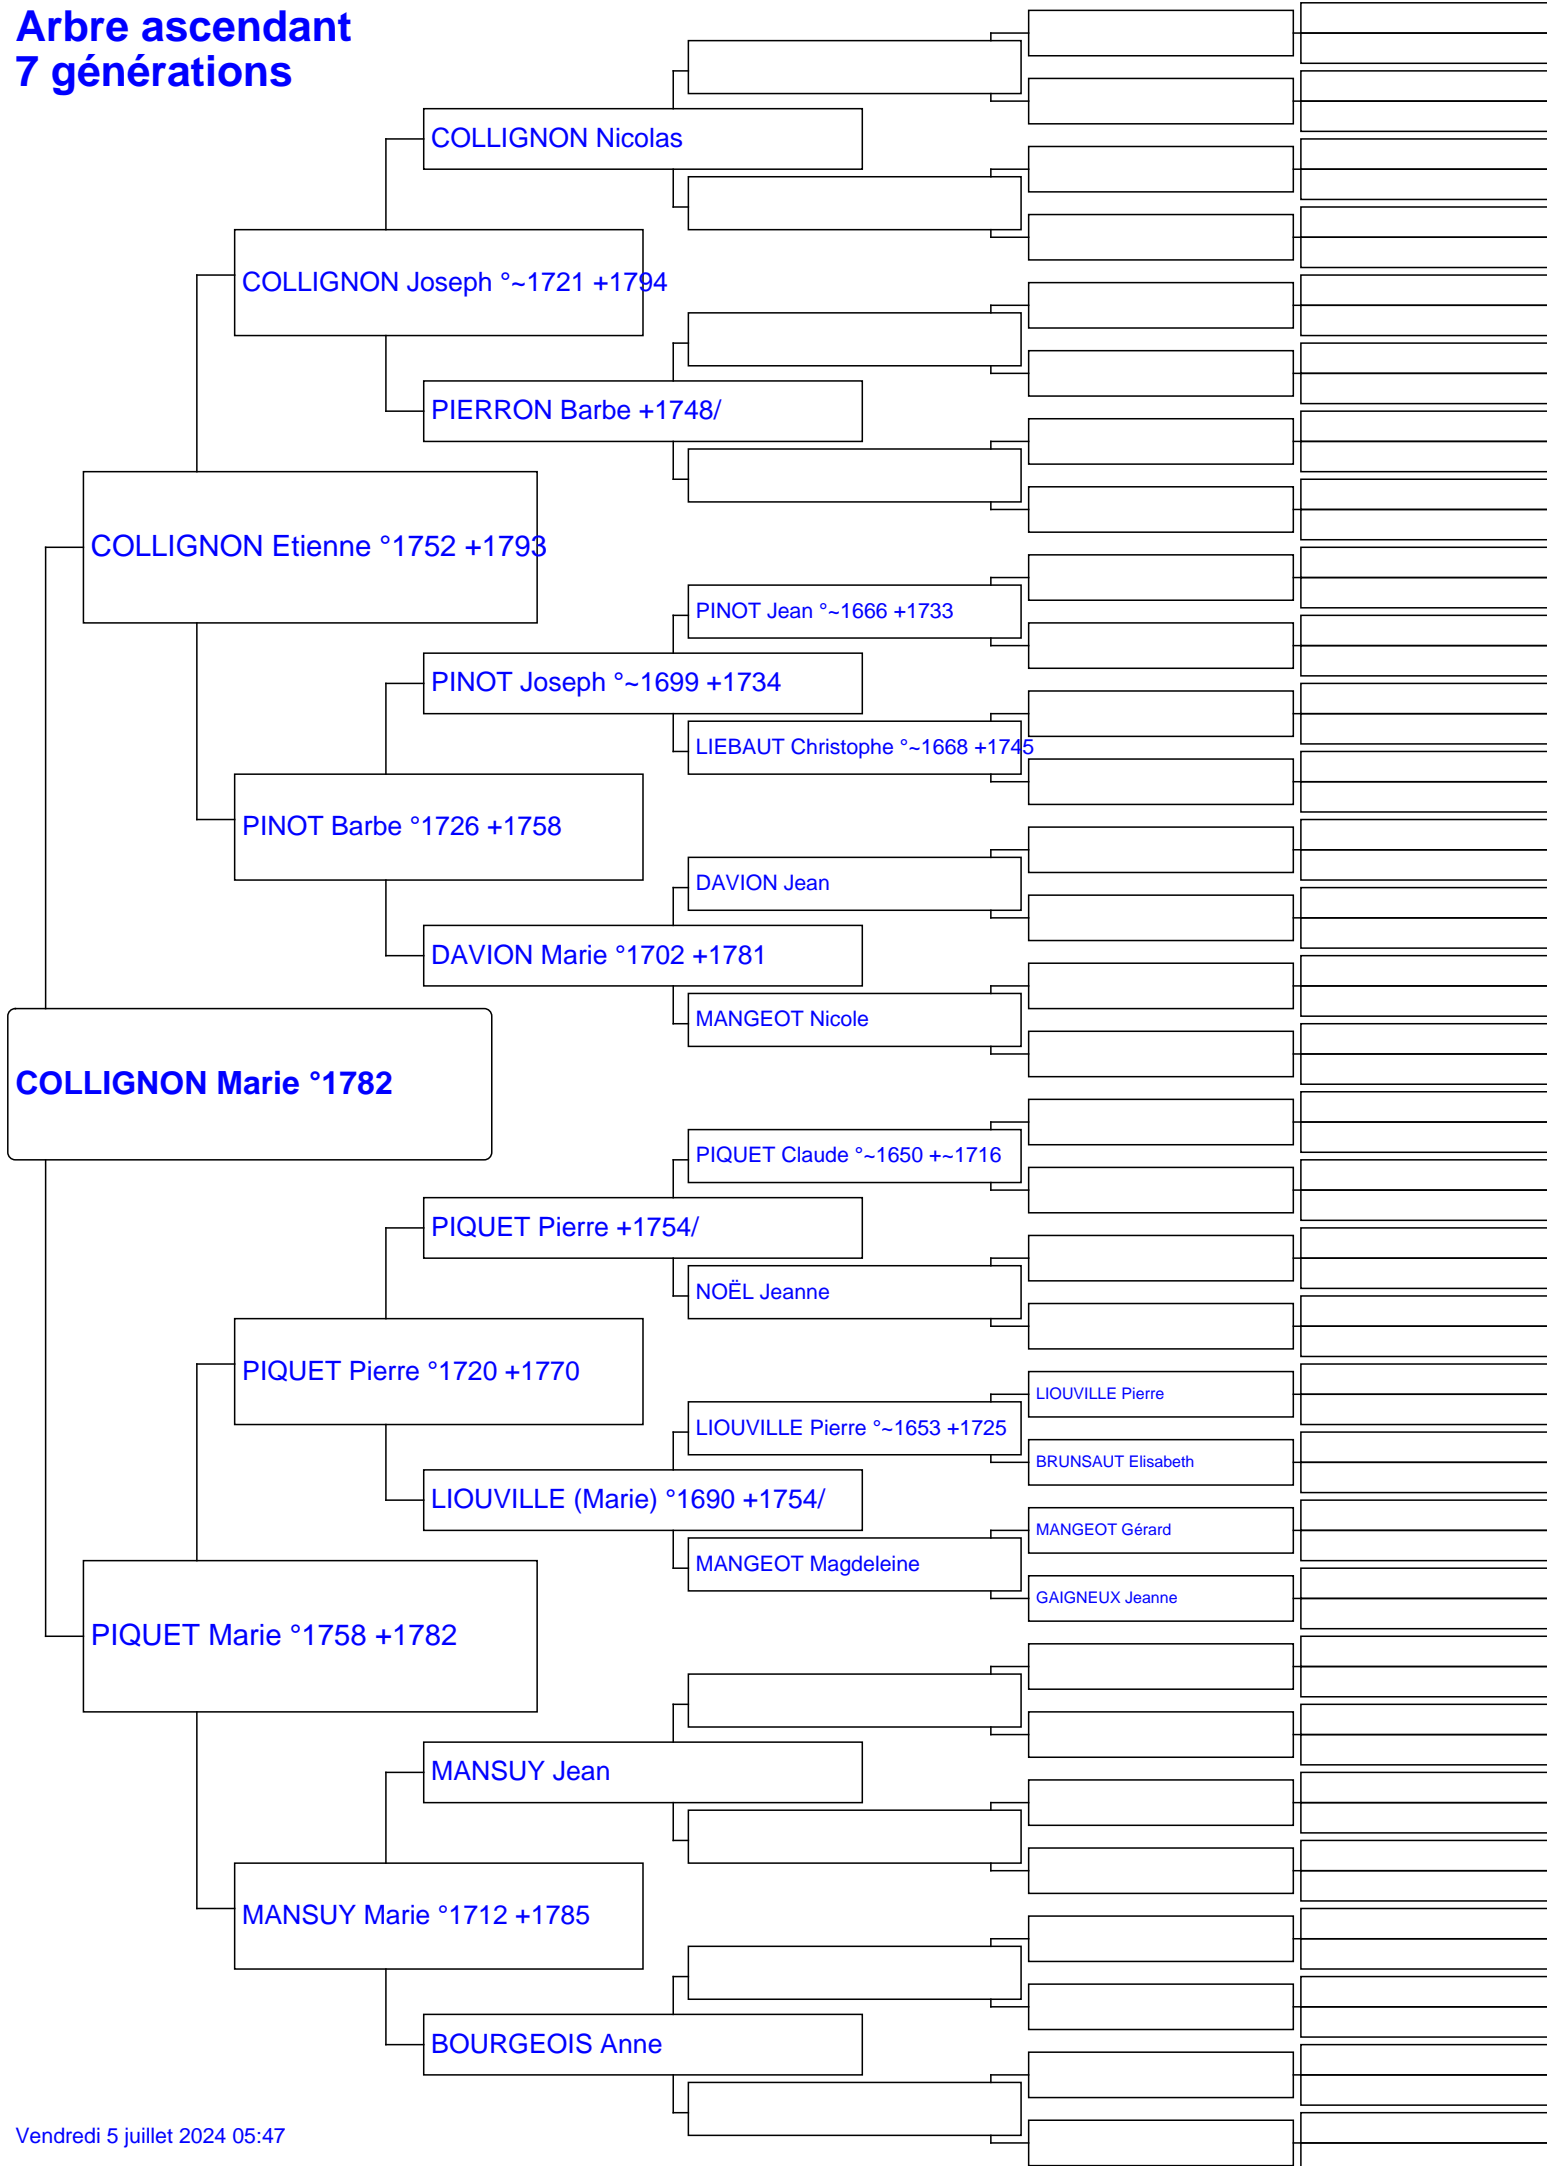 Arbre ascendant
7 générations
COLLIGNON Nicolas
COLLIGNON Joseph °~1721 +1794
PIERRON Barbe +1748/
COLLIGNON Etienne °1752 +1793
PINOT Jean °~1666 +1733
PINOT Joseph °~1699 +1734
LIEBAUT Christophe °~1668 +1745
PINOT Barbe °1726 +1758
DAVION Jean
DAVION Marie °1702 +1781
MANGEOT Nicole
COLLIGNON Marie °1782
PIQUET Claude °~1650 +~1716
PIQUET Pierre +1754/
NOËL Jeanne
PIQUET Pierre °1720 +1770
LIOUVILLE Pierre
LIOUVILLE Pierre °~1653 +1725
BRUNSAUT Elisabeth
LIOUVILLE (Marie) °1690 +1754/
MANGEOT Gérard
MANGEOT Magdeleine
GAIGNEUX Jeanne
PIQUET Marie °1758 +1782
MANSUY Jean
MANSUY Marie °1712 +1785
BOURGEOIS Anne
Vendredi 5 juillet 2024 05:47